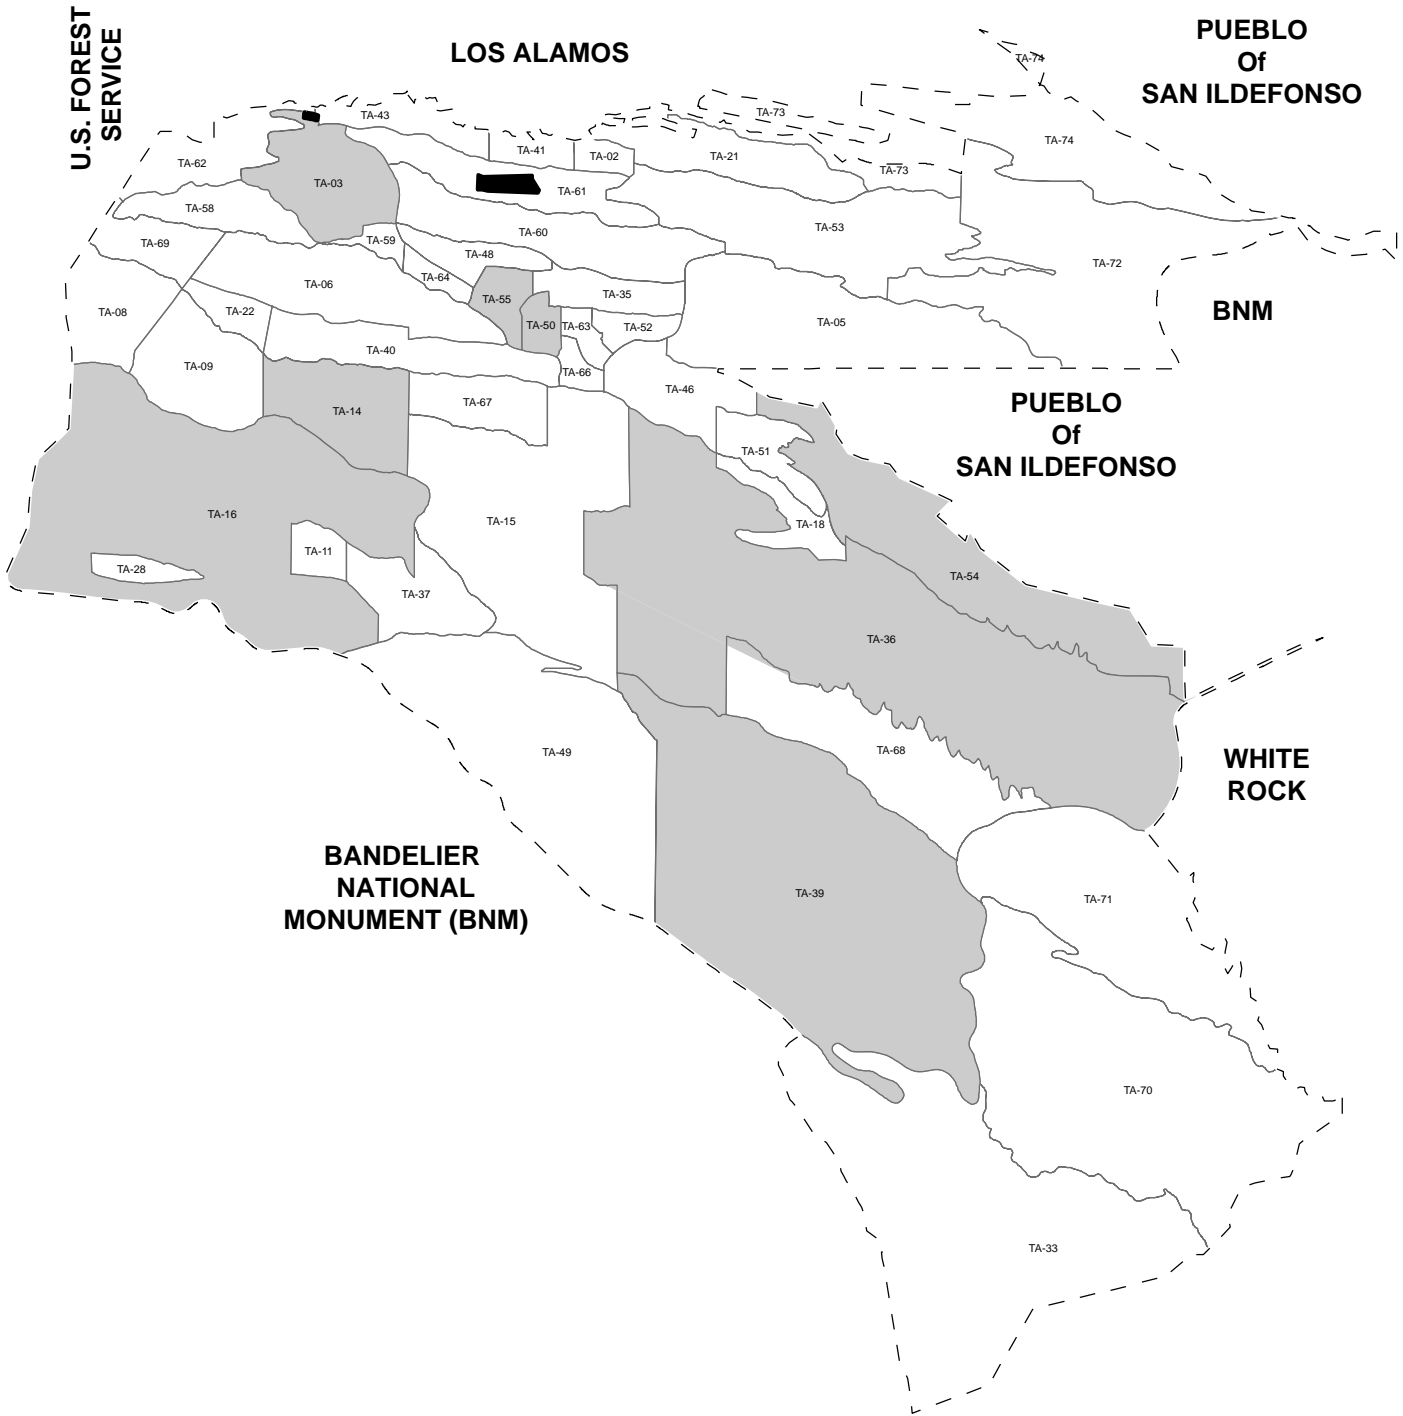 U.S. FOREST
SERVICE
LOS ALAMOS
PUEBLO
Of
SAN ILDEFONSO
TA-74
TA-73
TA-43
TA-74
TA-41
TA-02
TA-21
TA-62
TA-73
TA-03
TA-61
TA-58
TA-53
TA-60
TA-59
TA-69
TA-48
TA-72
TA-64
TA-06
TA-35
TA-55
TA-08
TA-22
BNM
TA-50
TA-63
TA-52
TA-05
TA-40
TA-09
TA-66
TA-46
TA-67
TA-14
PUEBLO
Of
SAN ILDEFONSO
TA-51
TA-16
TA-15
TA-18
TA-11
TA-28
TA-54
TA-37
TA-36
TA-49
TA-68
WHITE
ROCK
BANDELIER
NATIONAL
MONUMENT (BNM)
TA-39
TA-71
TA-70
TA-33